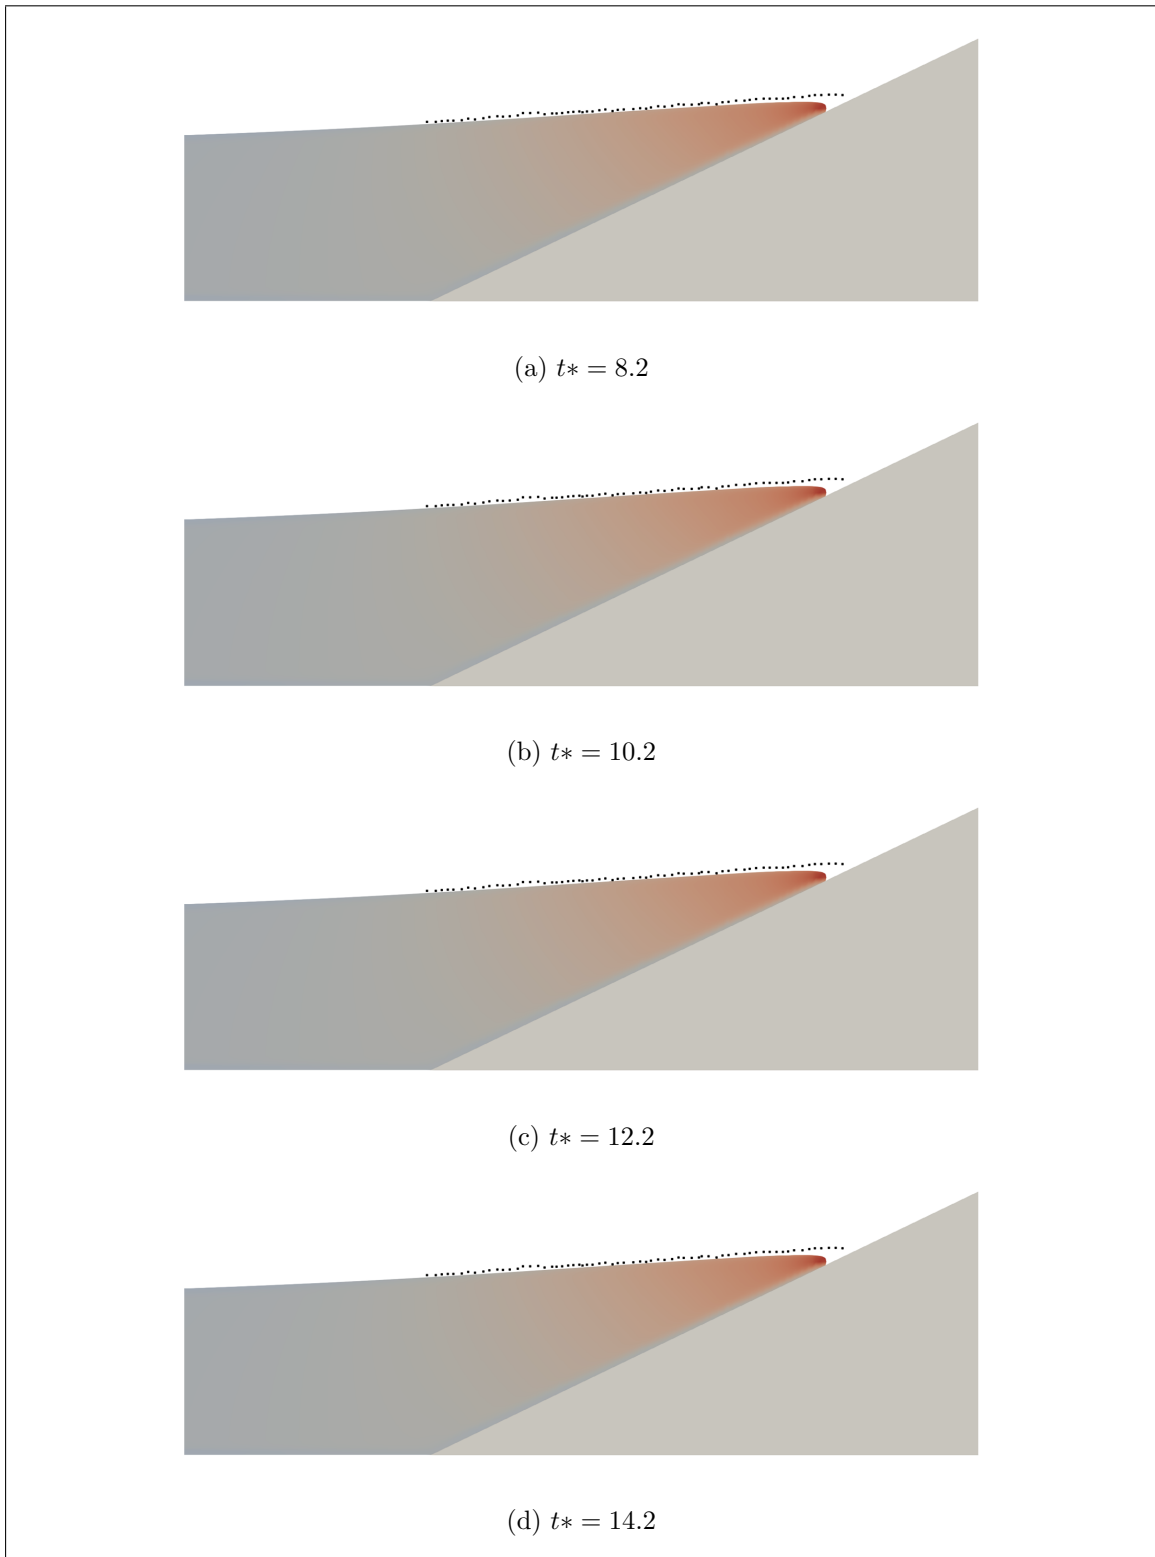 (a) t∗ = 8.2
(b) t∗ = 10.2
(c) t∗ = 12.2
(d) t∗ = 14.2